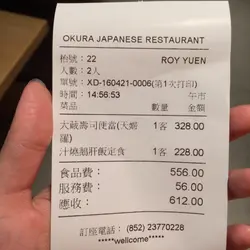 OKURA JAPANESE RESTAURANT
枱號：22 ROY YUEN
人數：2人
單號：XD-160421-0006(第1次打印)
時間：14:56:53 午市
菜品 數量 金額
大蔵壽司便當(天婦羅) 1客 328.00
汁燒鵝肝飯定食 1客 228.00
食品費： 556.00
服務費： 56.00
應收： 612.00
訂座電話： (852) 23770228
*****wellcome*****